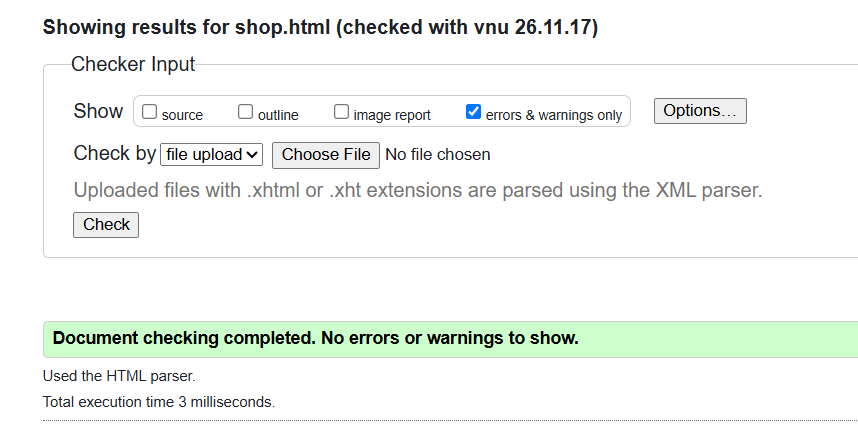 Showing results for shop.html (checked with vnu 26.11.17)
Checker Input
Show source outline image report errors & warnings only Options…
Check by file upload Choose File No file chosen
Uploaded files with .xhtml or .xht extensions are parsed using the XML parser.
Check
Document checking completed. No errors or warnings to show.
Used the HTML parser.
Total execution time 3 milliseconds.